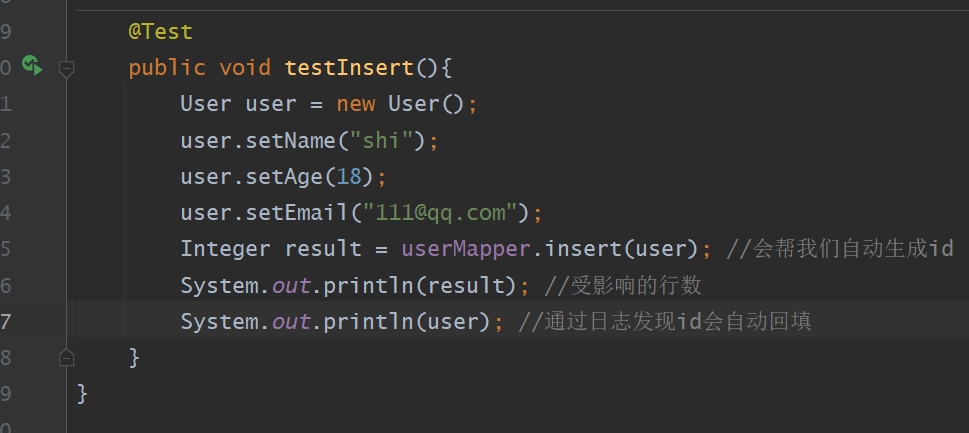 9 @Test
0 public void testInsert(){
1 User user = new User();
2 user.setName("shi");
3 user.setAge(18);
4 user.setEmail("111@qq.com");
5 Integer result = userMapper.insert(user); //会帮我们自动生成id
6 System.out.println(result); //受影响的行数
7 System.out.println(user); //通过日志发现id会自动回填
8 }
9 }